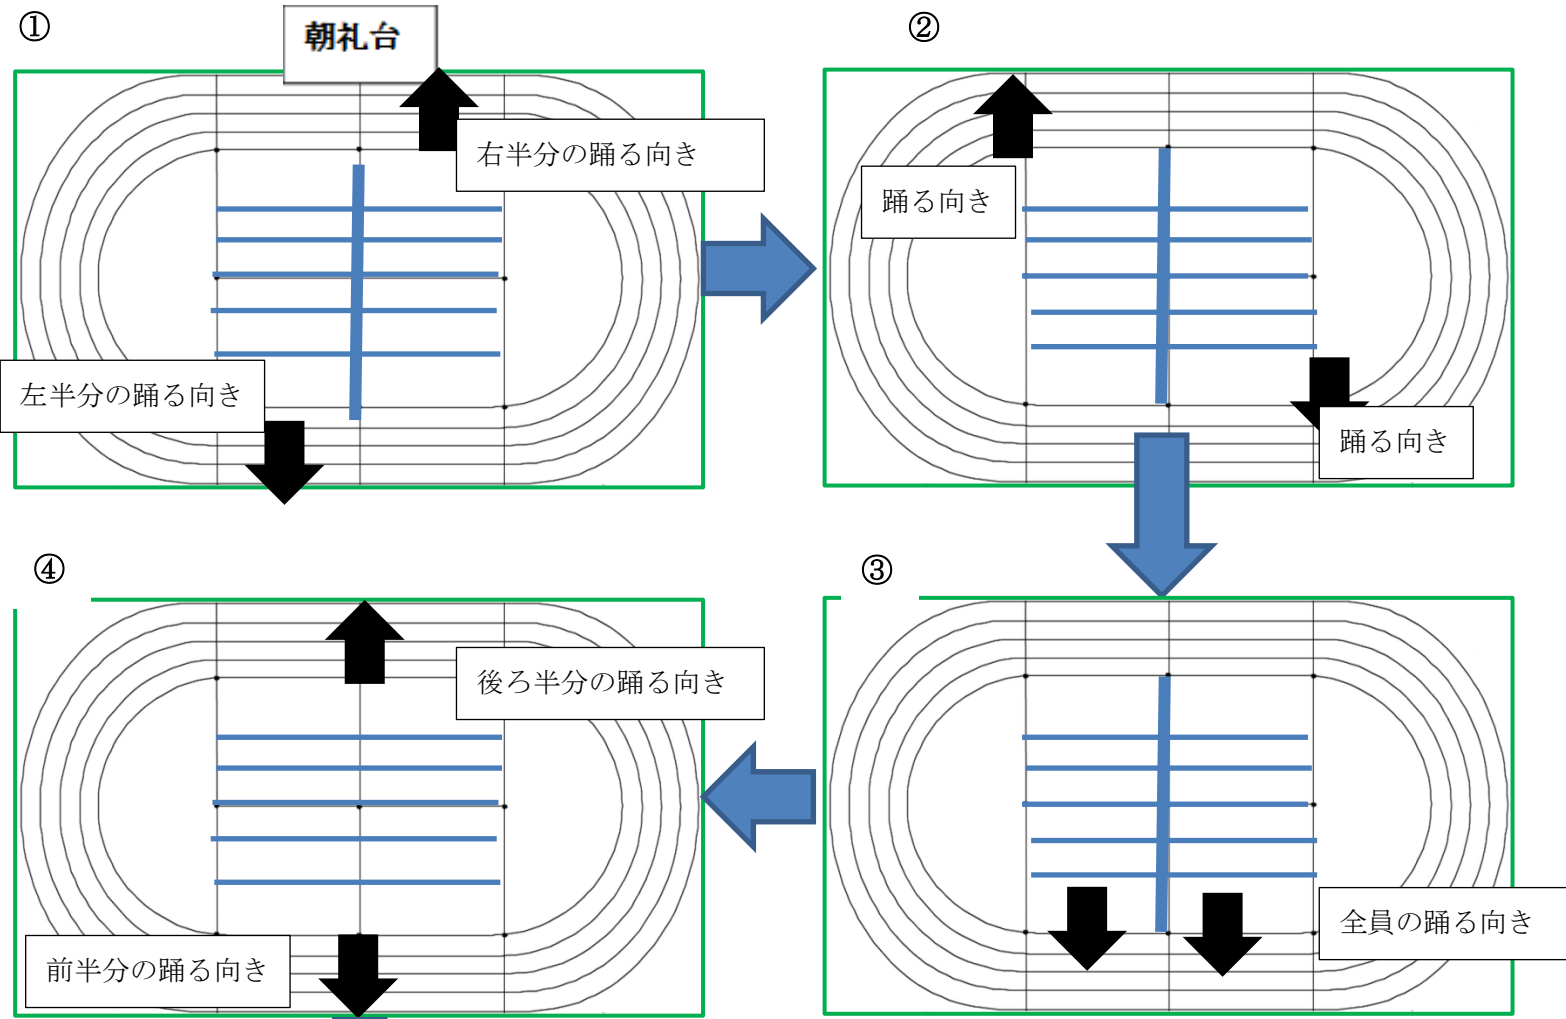 ①
朝礼台
右半分の踊る向き
左半分の踊る向き
②
踊る向き
踊る向き
③
全員の踊る向き
④
後ろ半分の踊る向き
前半分の踊る向き